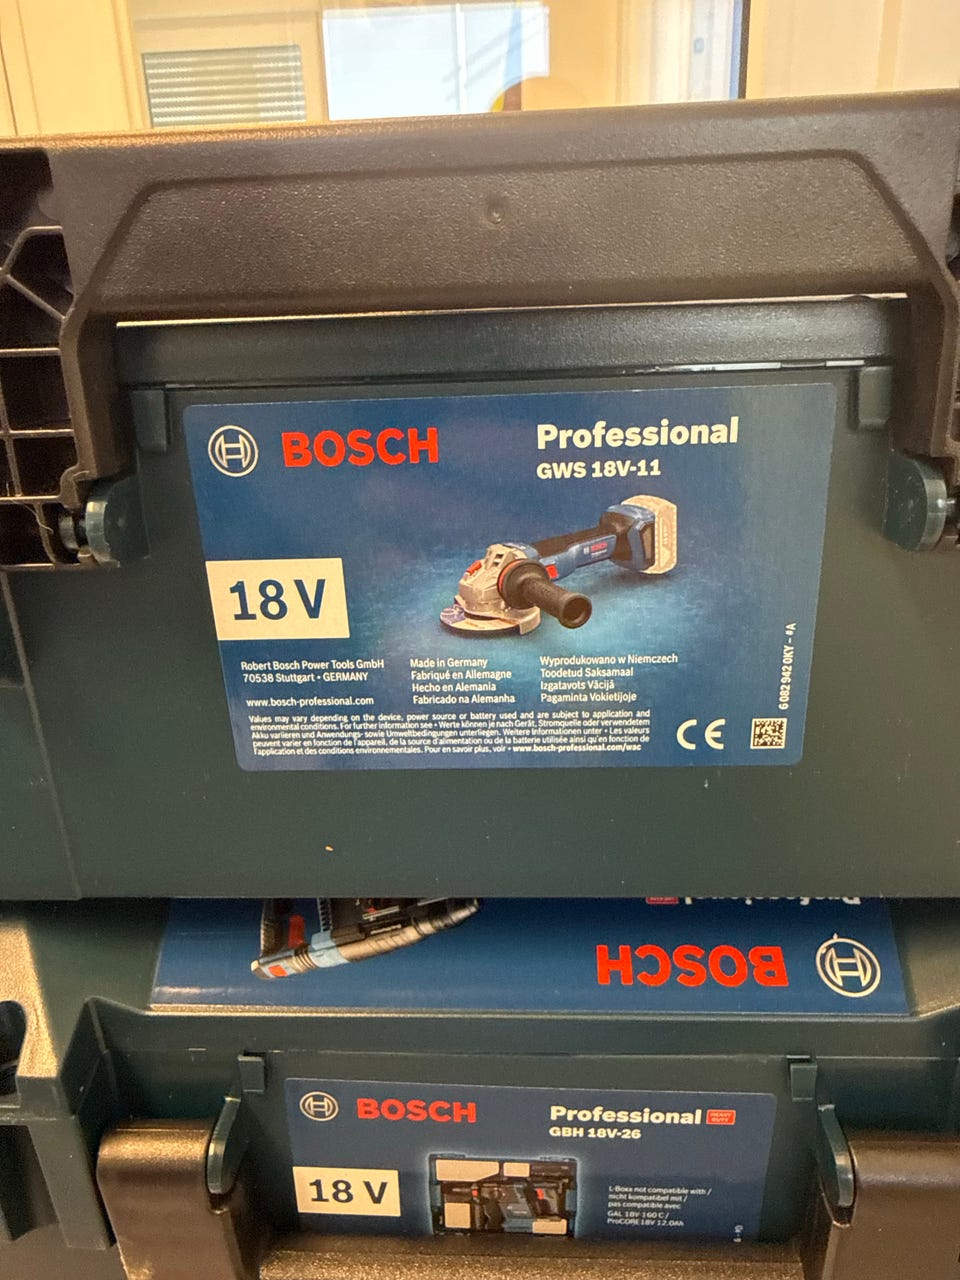 BOSCH
Professional
GWS 18V-11
18 V
Robert Bosch Power Tools GmbH
70538 Stuttgart • GERMANY
www.bosch-professional.com
Made in Germany
Fabriqué en Allemagne
Hecho en Alemania
Fabricado na Alemanha
Wyprodukowano w Niemczech
Toodetud Saksamaal
Izgatavots Vācijā
Pagaminta Vokietijoje
Values may vary depending on the device, power source or battery used and are subject to application and
environmental conditions. For further information see • Werte können je nach Gerät, Stromquelle oder verwendetem
Akku variieren und Anwendungs- sowie Umweltbedingungen unterliegen. Weitere Informationen unter • Les valeurs
peuvent varier en fonction de l'appareil, de la source d'alimentation ou de la batterie utilisée ainsi qu'en fonction de
l'application et des conditions environnementales. Pour en savoir plus, voir • www.bosch-professional.com/wac
CE
6 082 942 0KY – #A
Professional
BOSCH
BOSCH
Professional HEAVY DUTY
GBH 18V-26
18 V
L-Boxx not compatible with /
nicht kompatibel mit /
pas compatible avec
GAL 18V-160 C /
ProCORE18V 12.0Ah